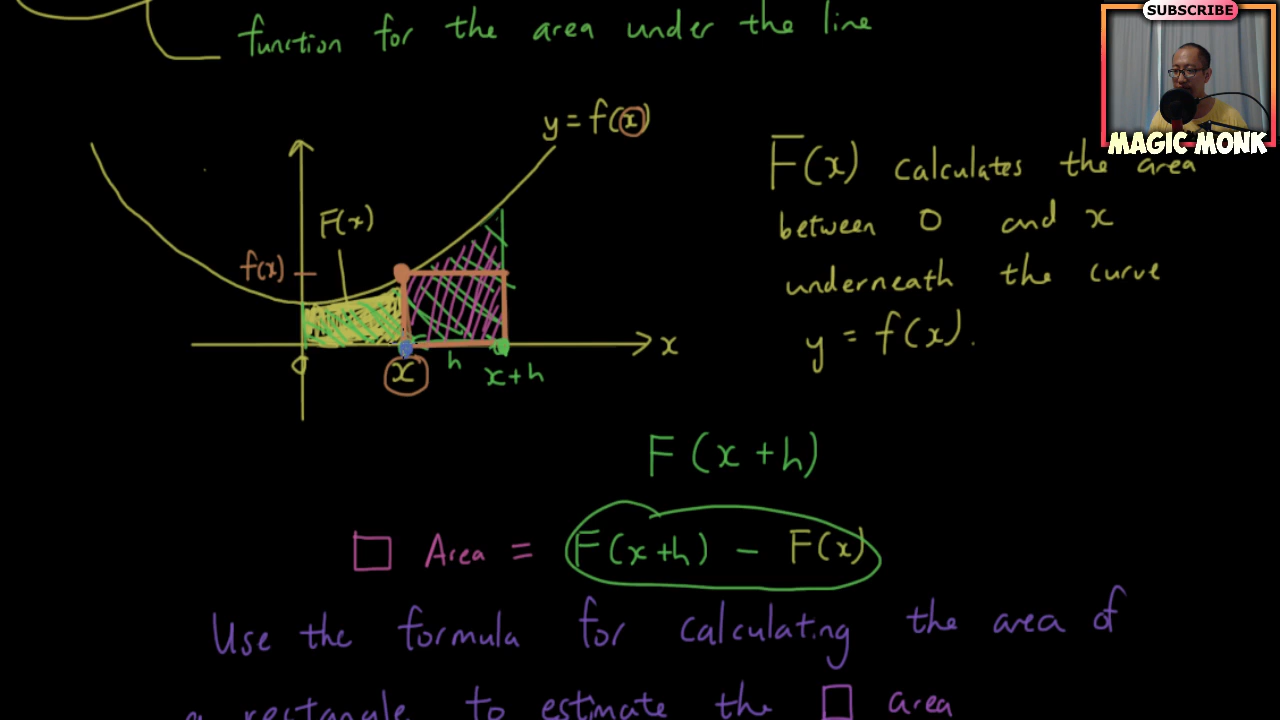 SUBSCRIBE
MAGIC MONK
function for the area under the line
y = f(x)
F(x) calculates the area
between 0 and x
underneath the curve
y = f(x).
F(x)
f(x)
0
x
h
x+h
x
F(x+h)
□ Area = F(x+h) - F(x)
Use the formula for calculating the area of
a rectangle to estimate the □ area